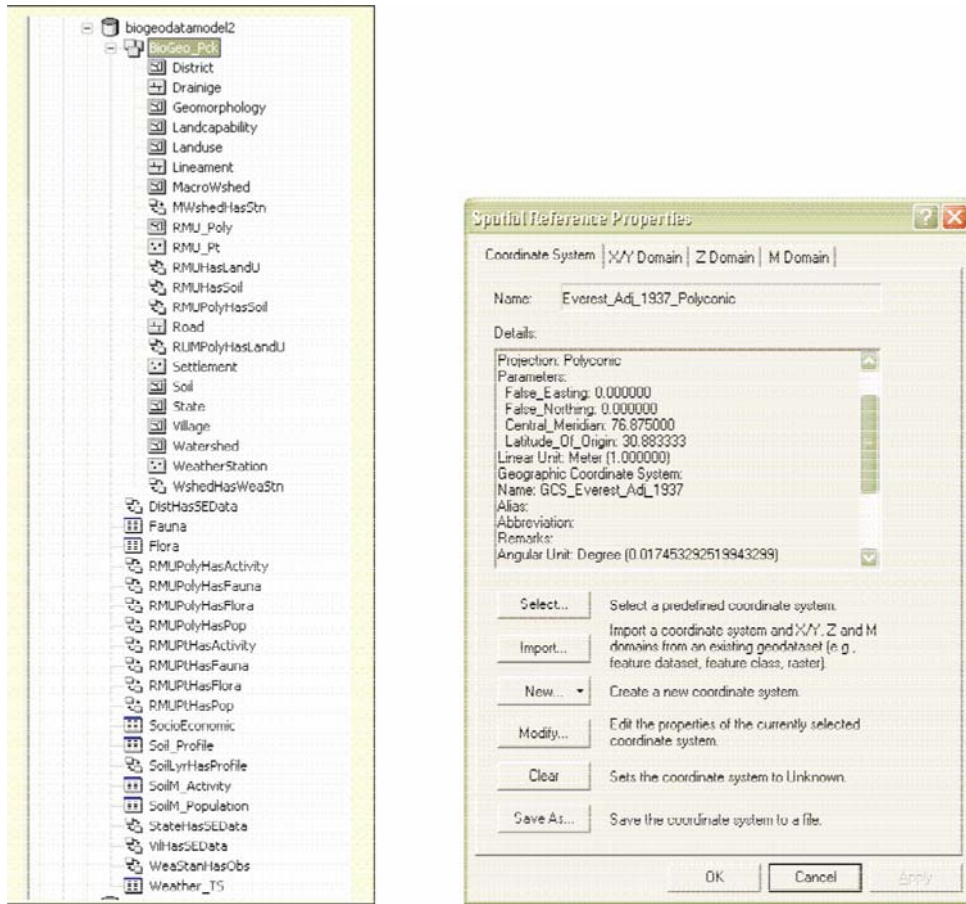 biogeodatamodel2
BioGeo_Pck
District
Drainige
Geomorphology
Landcapability
Landuse
Lineament
MacroWshed
MWshedHasStn
RMU_Poly
RMU_Pt
RMUHasLandU
RMUHasSoil
RMUPolyHasSoil
Road
RUMPolyHasLandU
Settlement
Soil
State
Village
Watershed
WeatherStation
WshedHasWeaStn
DistHasSEData
Fauna
Flora
RMUPolyHasActivity
RMUPolyHasFauna
RMUPolyHasFlora
RMUPolyHasPop
RMUPtHasActivity
RMUPtHasFauna
RMUPtHasFlora
RMUPtHasPop
SocioEconomic
Soil_Profile
SoilLyrHasProfile
SoilM_Activity
SoilM_Population
StateHasSEData
VilHasSEData
WeaStanHasObs
Weather_TS
Spatial Reference Properties
Coordinate System X/Y Domain Z Domain M Domain
Name: Everest_Adj_1937_Polyconic
Details:
Projection: Polyconic
Parameters:
False_Easting: 0.000000
False_Northing: 0.000000
Central_Meridian: 76.875000
Latitude_Of_Origin: 30.883333
Linear Unit: Meter (1.000000)
Geographic Coordinate System:
Name: GCS_Everest_Adj_1937
Alias:
Abbreviation:
Remarks:
Angular Unit: Degree (0.017453292519943299)
Select... Select a predefined coordinate system.
Import... Import a coordinate system and X/Y, Z and M
domains from an existing geodataset (e.g.,
feature dataset, feature class, raster).
New... Create a new coordinate system.
Modify... Edit the properties of the currently selected
coordinate system.
Clear Sets the coordinate system to Unknown.
Save As... Save the coordinate system to a file.
OK Cancel Apply